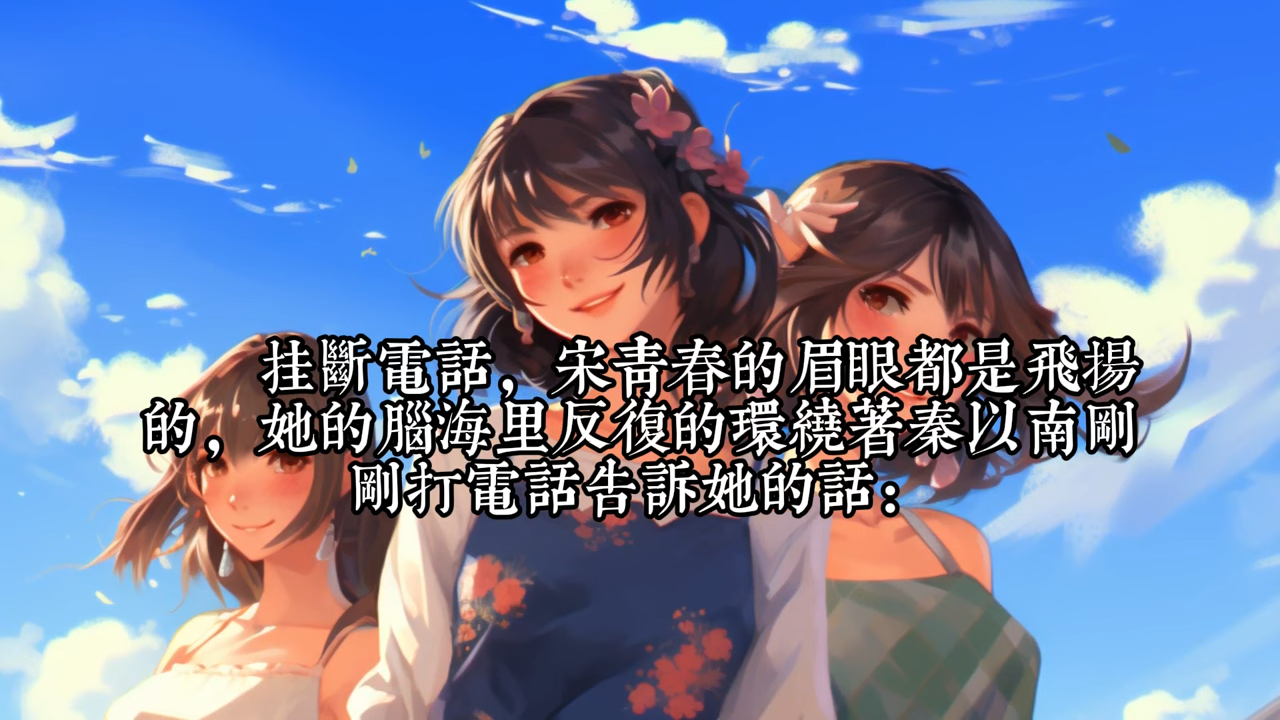 挂斷電話，宋青春的眉眼都是飛揚
的，她的腦海里反復的環繞著秦以南剛
剛打電話告訴她的話：